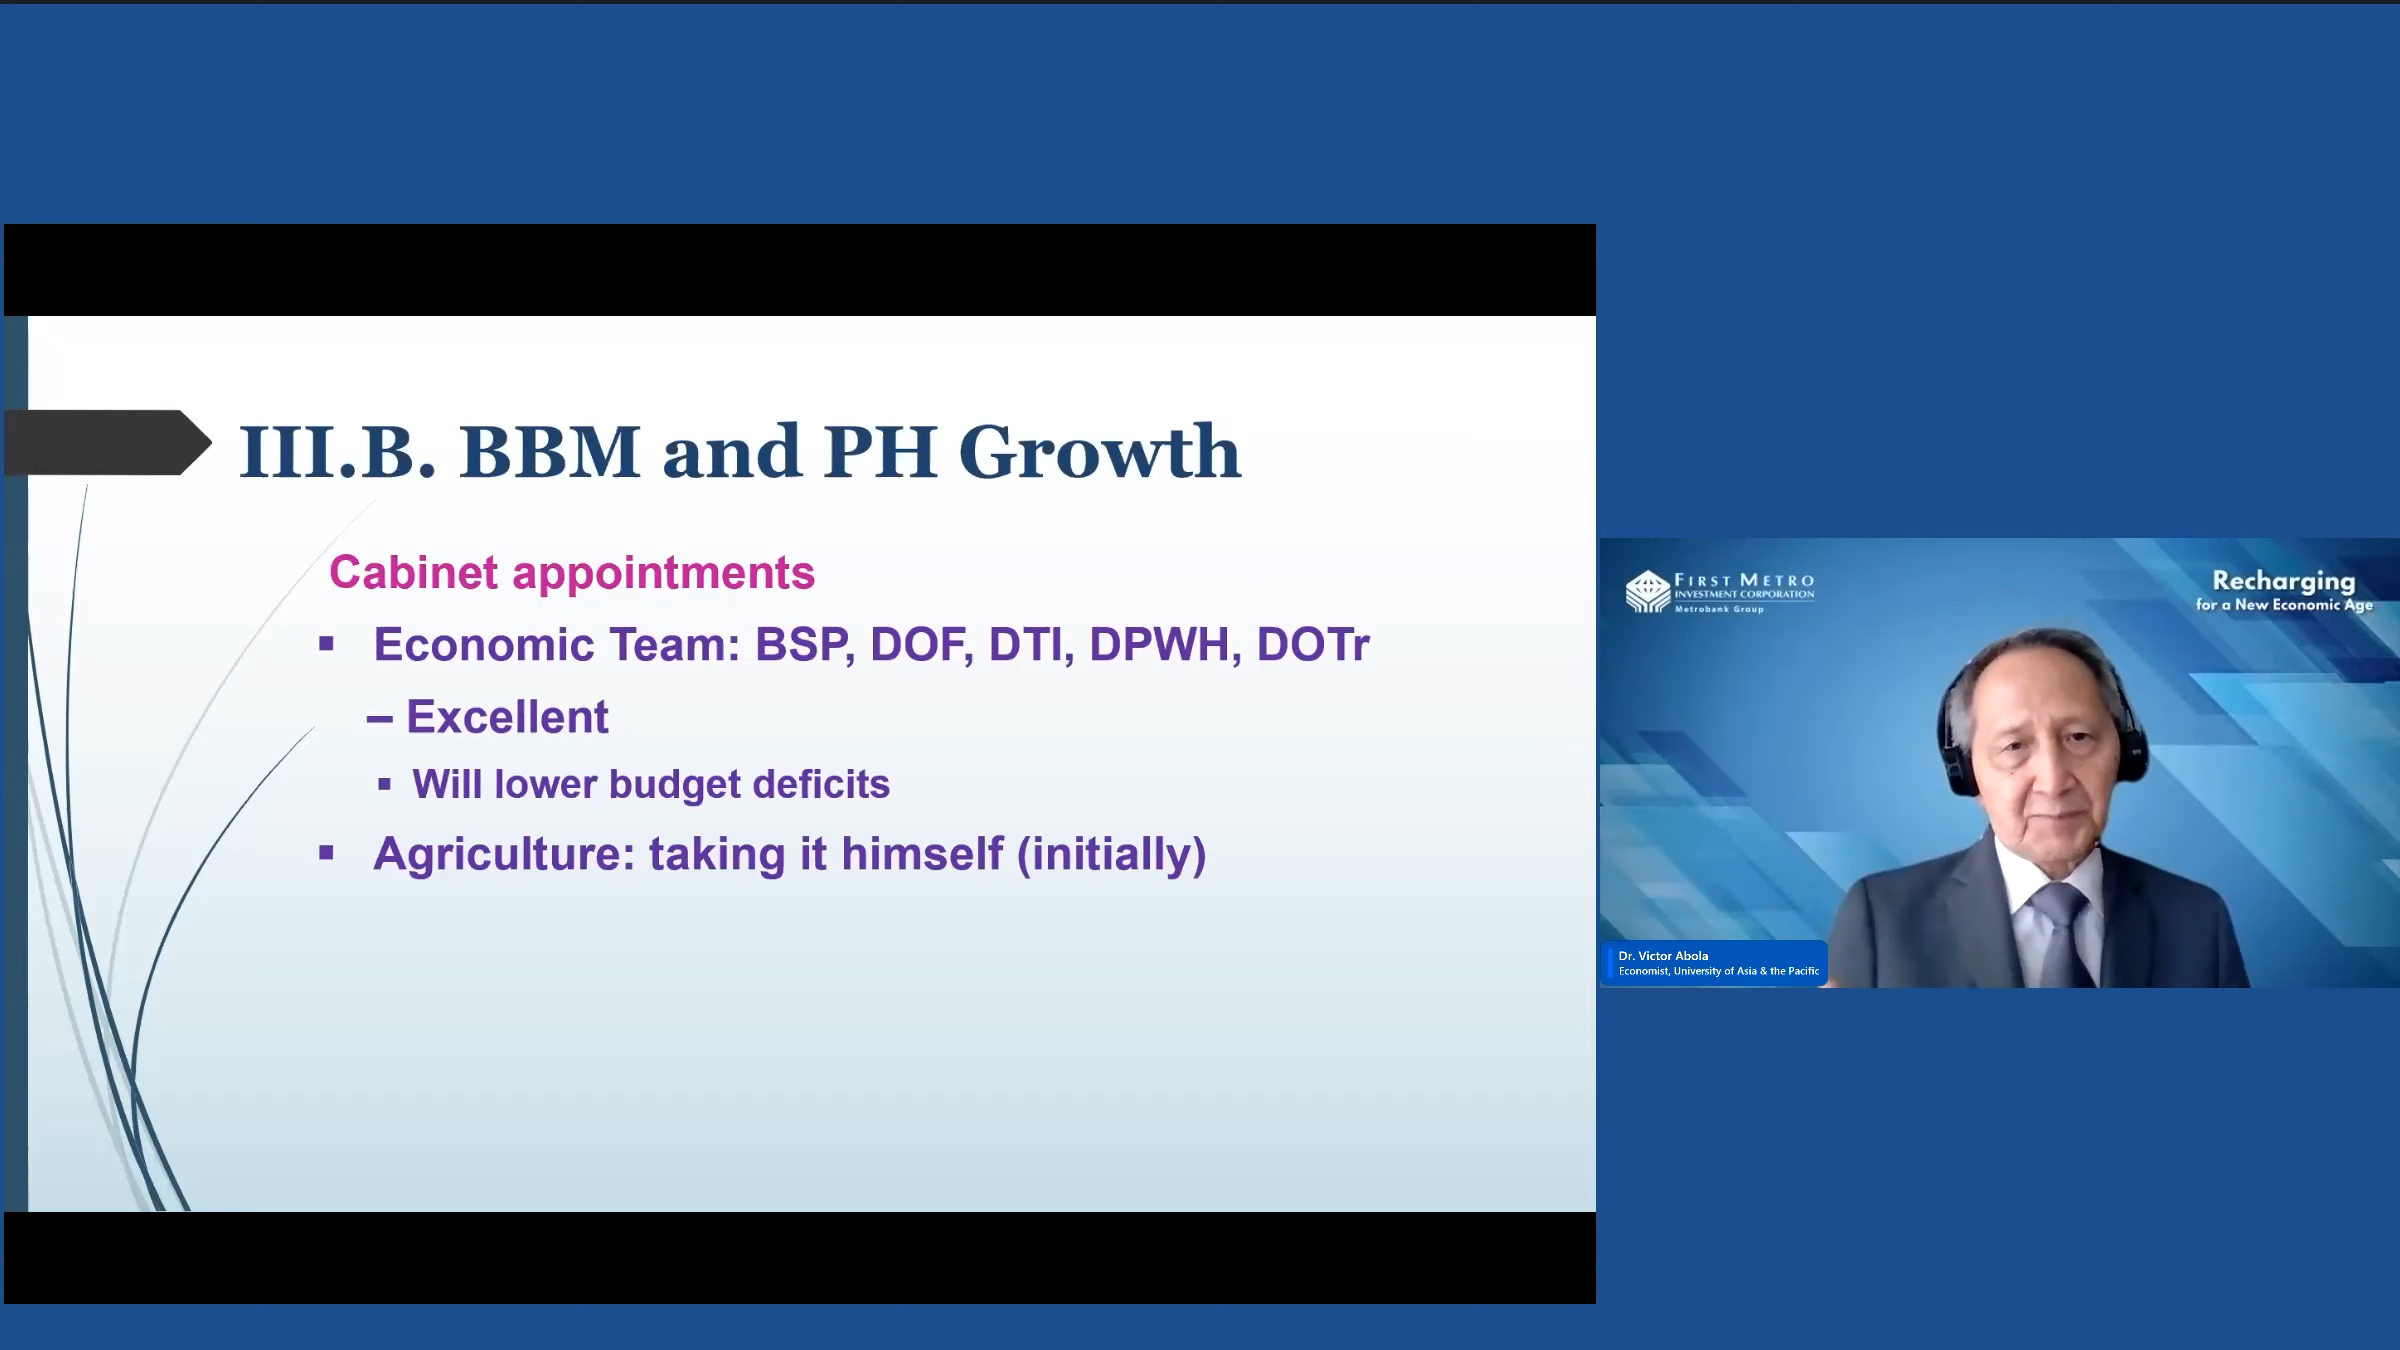 III.B. BBM and PH Growth
Cabinet appointments
▪ Economic Team: BSP, DOF, DTI, DPWH, DOTr
– Excellent
▪ Will lower budget deficits
▪ Agriculture: taking it himself (initially)
FIRST METRO
INVESTMENT CORPORATION
Metrobank Group
Recharging
for a New Economic Age
Dr. Victor Abola
Economist, University of Asia & the Pacific